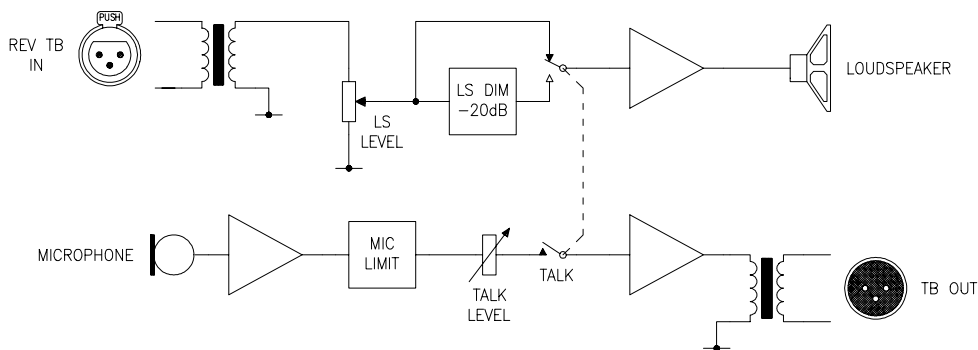 PUSH
REV TB
IN
LS DIM
-20dB
LOUDSPEAKER
LS
LEVEL
MICROPHONE
MIC
LIMIT
TALK
TALK
LEVEL
TB OUT